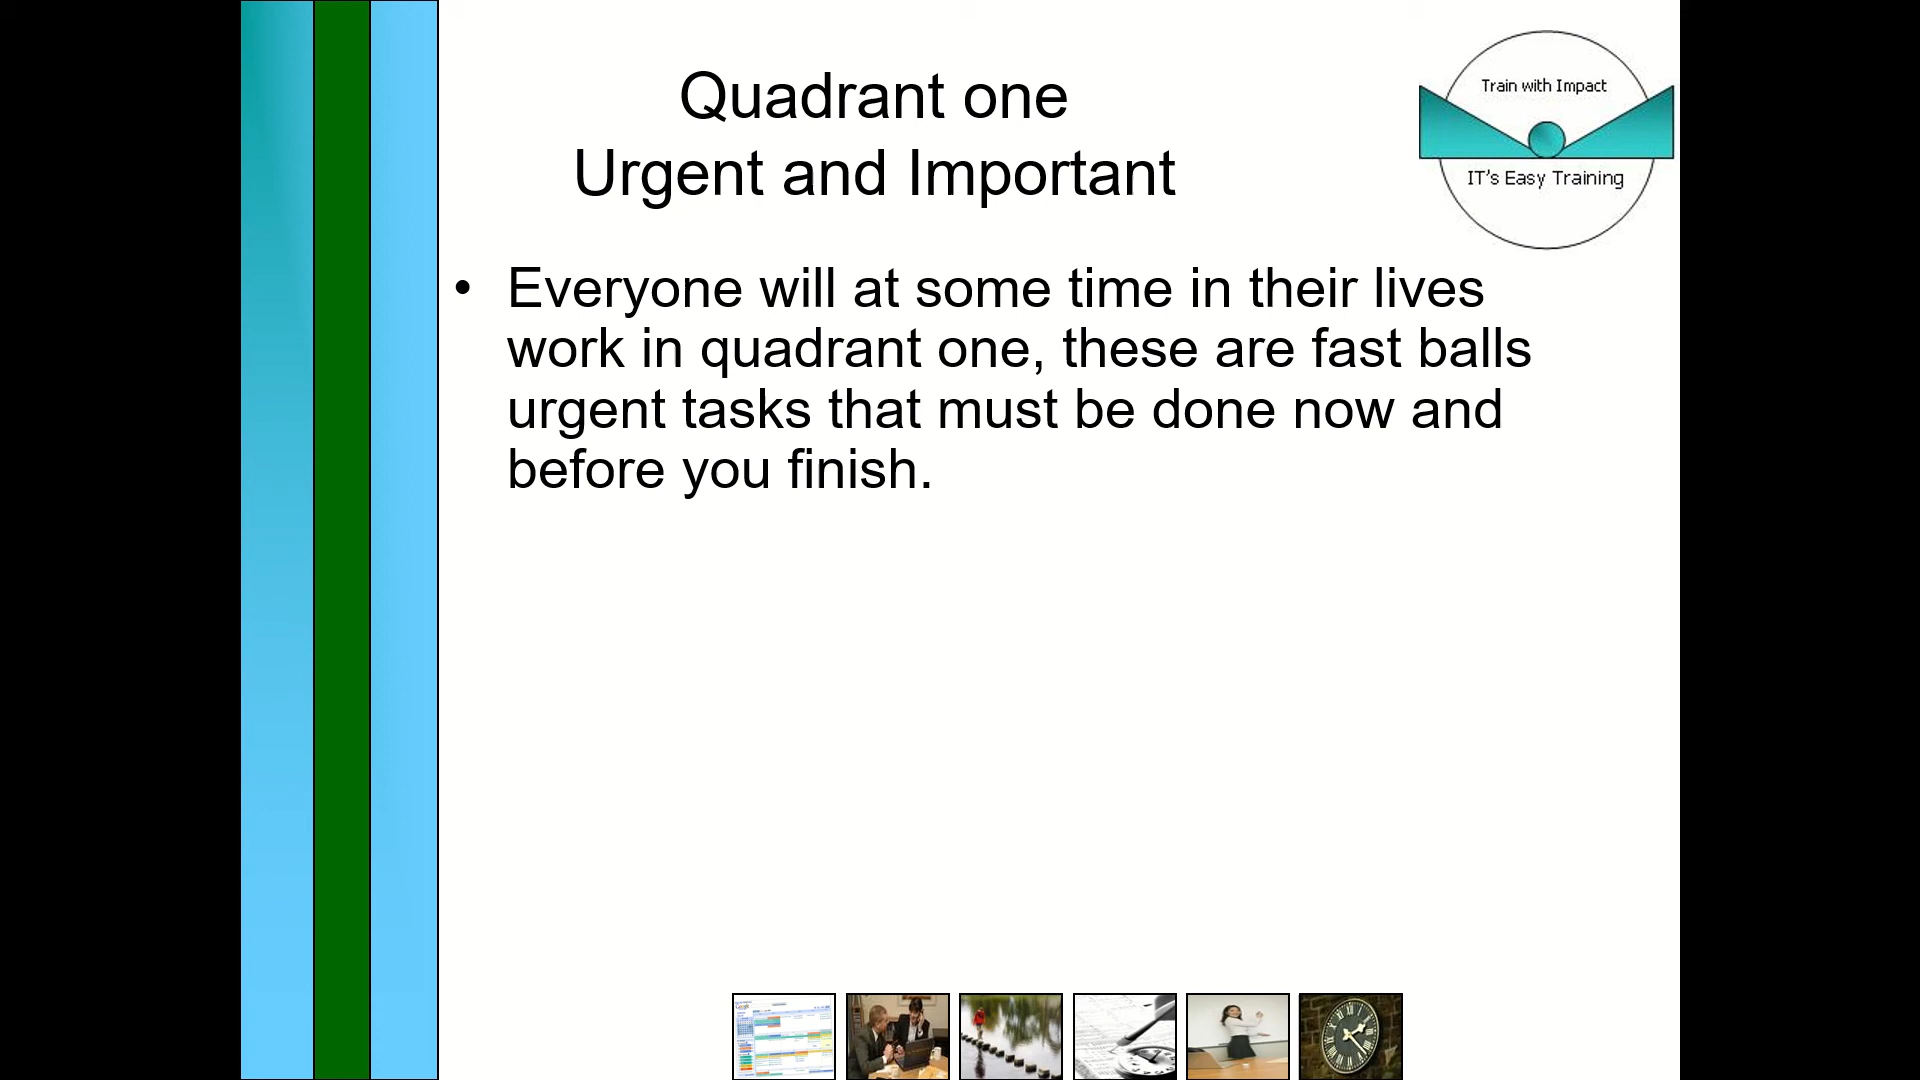 Quadrant one
Urgent and Important
Train with Impact
IT's Easy Training
• Everyone will at some time in their lives
work in quadrant one, these are fast balls
urgent tasks that must be done now and
before you finish.